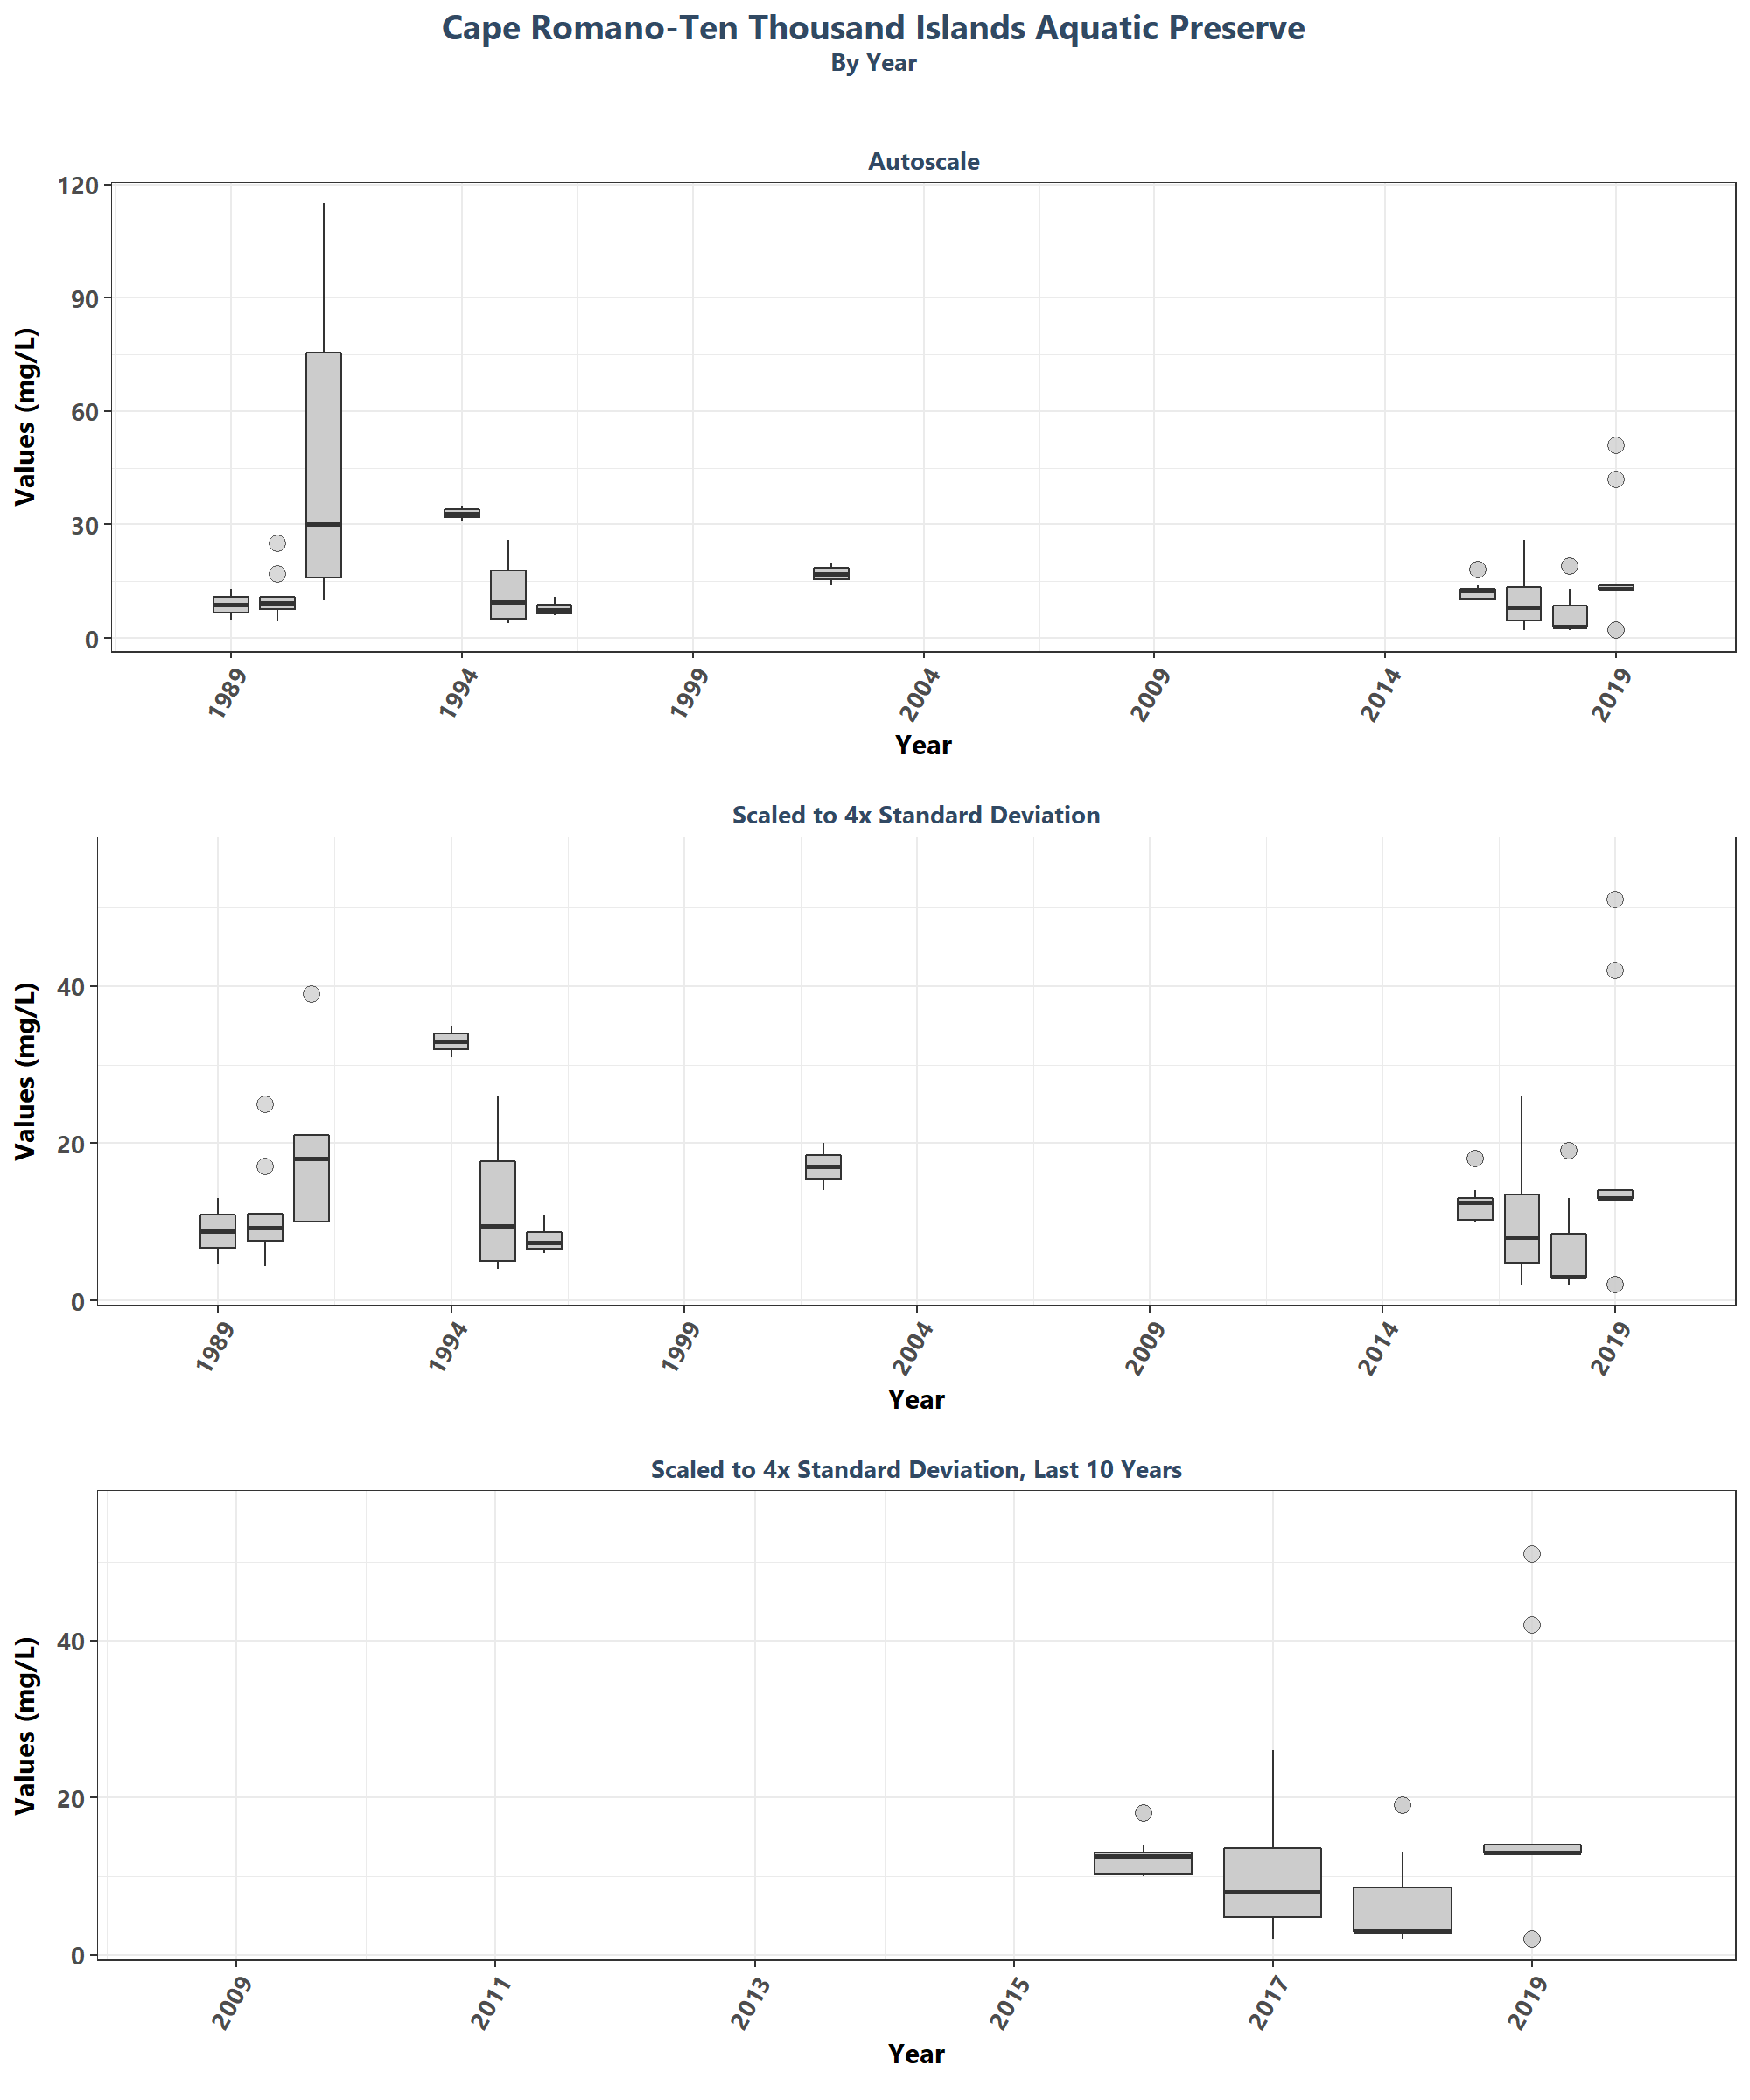 Cape Romano-Ten Thousand Islands Aquatic Preserve
By Year
Autoscale
Values (mg/L)
120
90
60
30
0
1989
1994
1999
2004
2009
2014
2019
Year
Scaled to 4x Standard Deviation
Values (mg/L)
40
20
0
1989
1994
1999
2004
2009
2014
2019
Year
Scaled to 4x Standard Deviation, Last 10 Years
Values (mg/L)
40
20
0
2009
2011
2013
2015
2017
2019
Year